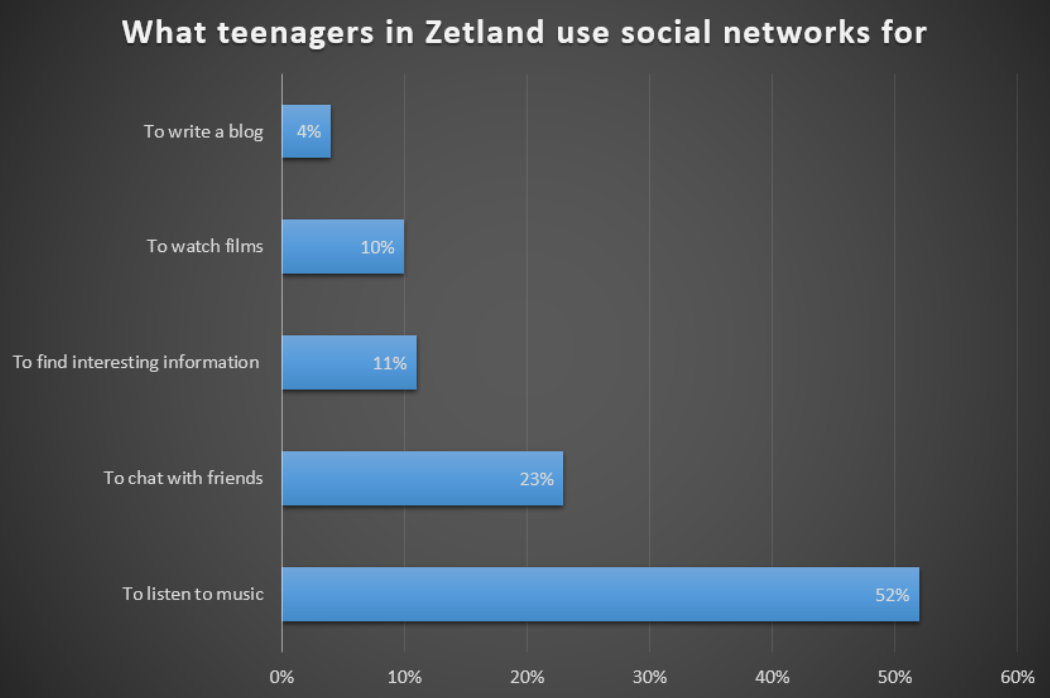 What teenagers in Zetland use social networks for
To write a blog
4%
To watch films
10%
To find interesting information
11%
To chat with friends
23%
To listen to music
52%
0% 10% 20% 30% 40% 50% 60%